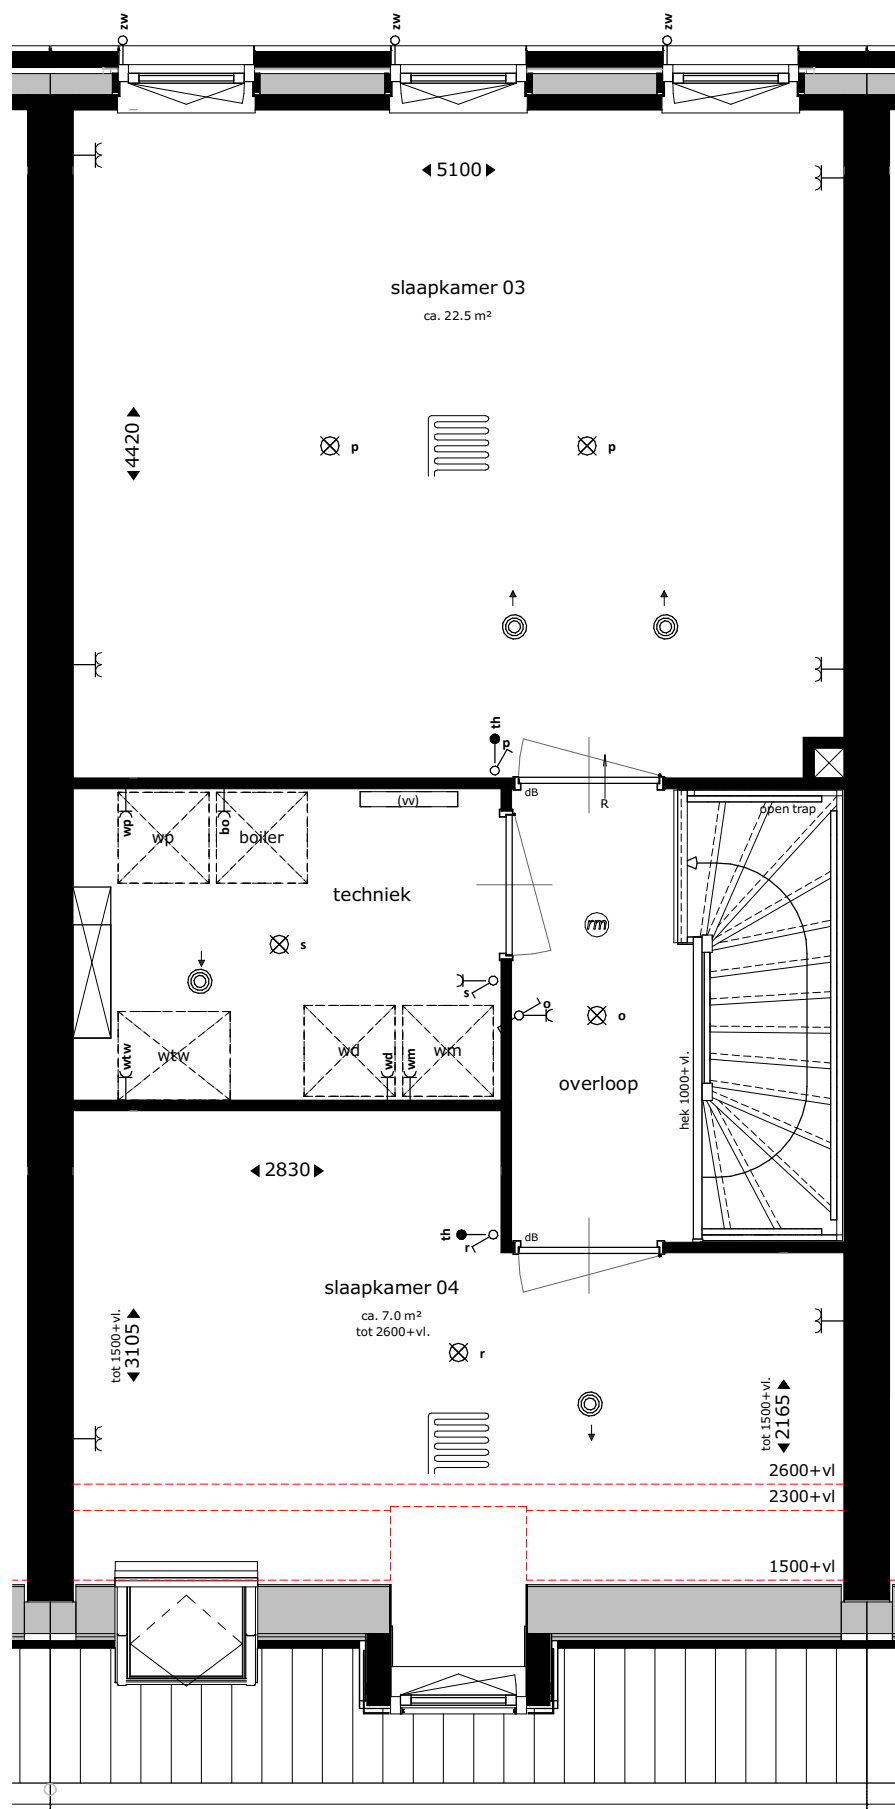 zw
zw
zw
5100
slaapkamer 03
ca. 22.5 m²
4420
p
p
th
p
dB
R
open trap
wp
wp
bo
boiler
(vv)
techniek
rm
s
s
o
o
wtw
wtw
wd
wd
wm
wm
overloop
hek 1000+vl.
2830
th
r
dB
slaapkamer 04
ca. 7.0 m²
tot 2600+vl.
tot 1500+vl.
3105
r
tot 1500+vl.
2165
2600+vl
2300+vl
1500+vl